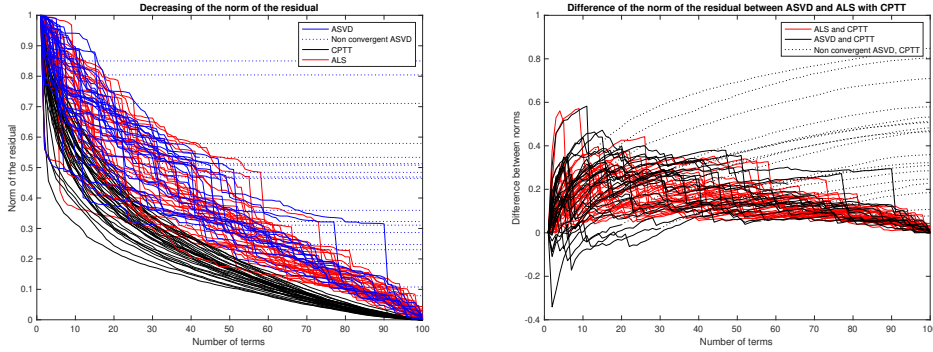 Decreasing of the norm of the residual
1
0.9
0.8
0.7
0.6
0.5
0.4
0.3
0.2
0.1
0
Norm of the residual
ASVD
Non convergent ASVD
CPTT
ALS
0 10 20 30 40 50 60 70 80 90 100
Number of terms
Difference of the norm of the residual between ASVD and ALS with CPTT
1
0.8
0.6
0.4
0.2
0
-0.2
-0.4
Difference between norms
ALS and CPTT
ASVD and CPTT
Non convergent ASVD, CPTT
0 10 20 30 40 50 60 70 80 90 100
Number of terms